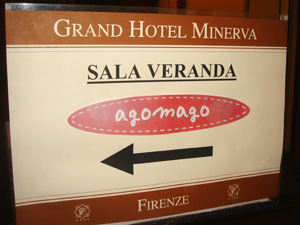 GRAND HOTEL MINERVA
SALA VERANDA
agomago
FIRENZE